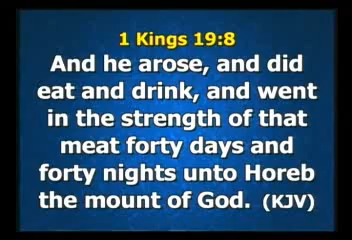 1 Kings 19:8
And he arose, and did
eat and drink, and went
in the strength of that
meat forty days and
forty nights unto Horeb
the mount of God. (KJV)